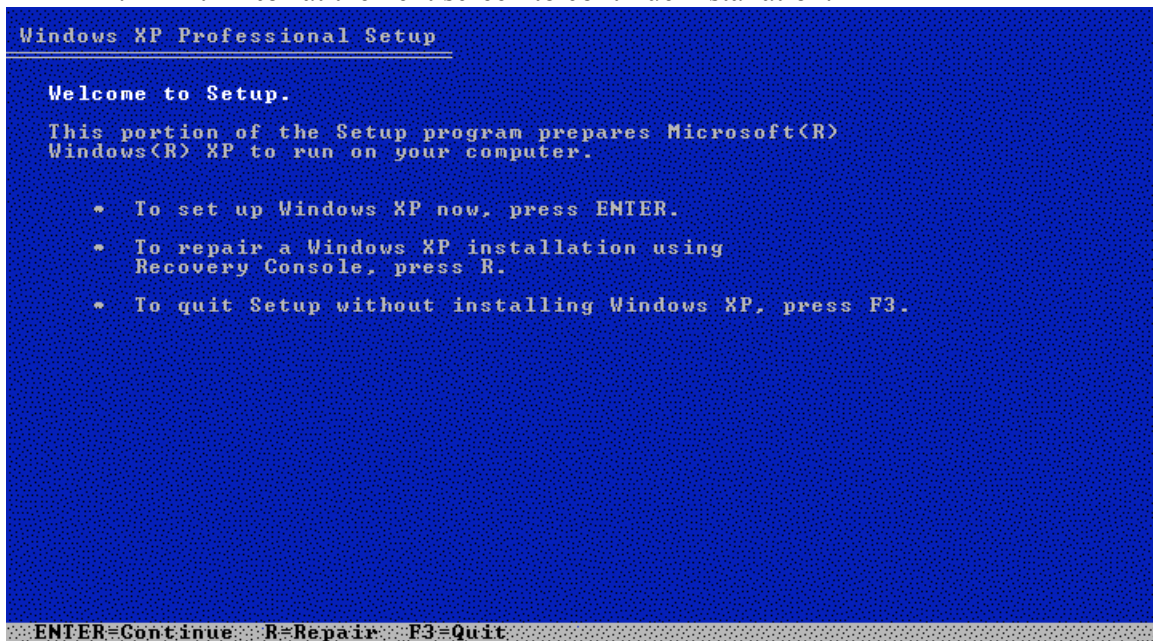 Windows XP Professional Setup
Welcome to Setup.
This portion of the Setup program prepares Microsoft(R)
Windows(R) XP to run on your computer.
To set up Windows XP now, press ENTER.
To repair a Windows XP installation using
Recovery Console, press R.
To quit Setup without installing Windows XP, press F3.
ENTER=Continue R=Repair F3=Quit